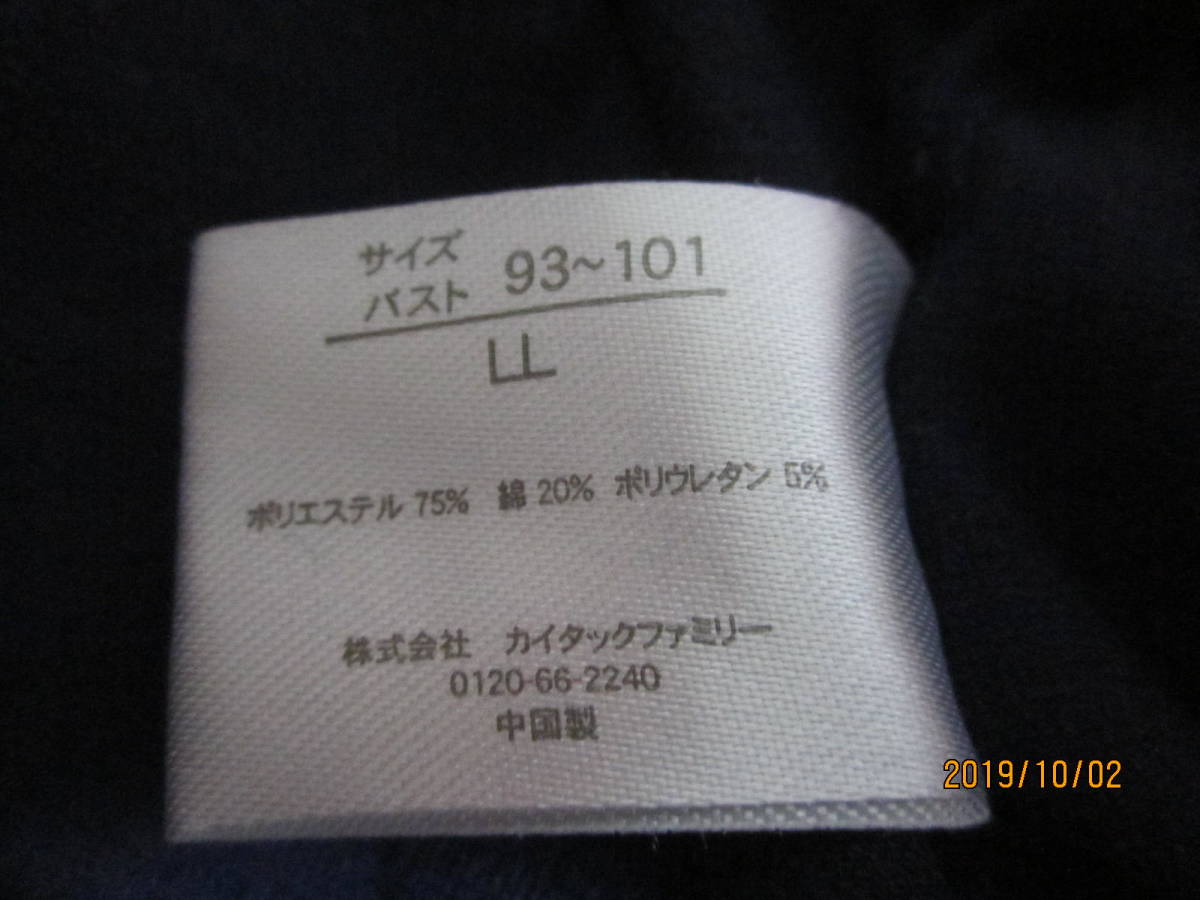 サイズ
バスト 93~101
LL
ポリエステル 75% 綿 20% ポリウレタン 5%
株式会社 カイタックファミリー
0120-66-2240
中国製
2019/10/02